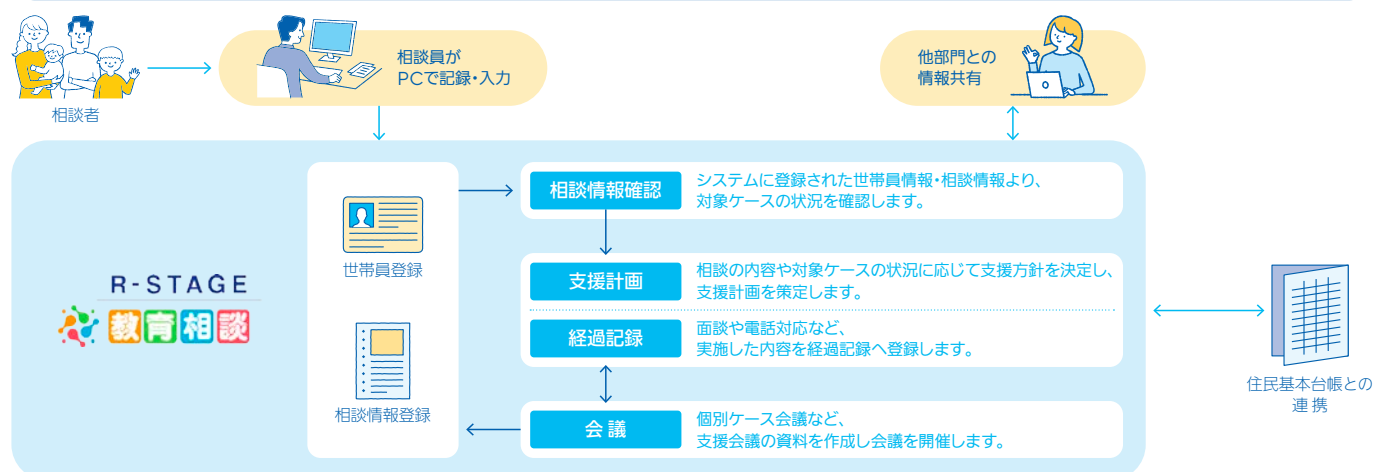 相談者
相談員が
PCで記録・入力
他部門との
情報共有
R-STAGE
教育相談
世帯員登録
相談情報登録
相談情報確認
システムに登録された世帯員情報・相談情報より、
対象ケースの状況を確認します。
支援計画
相談の内容や対象ケースの状況に応じて支援方針を決定し、
支援計画を策定します。
経過記録
面談や電話対応など、
実施した内容を経過記録へ登録します。
会議
個別ケース会議など、
支援会議の資料を作成し会議を開催します。
住民基本台帳との
連携